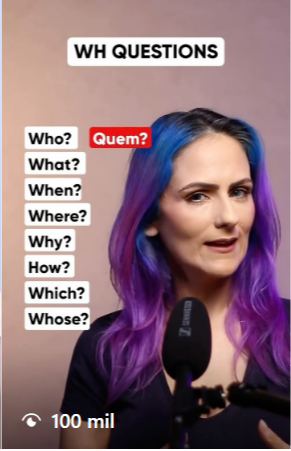 WH QUESTIONS
Who? Quem?
What?
When?
Where?
Why?
How?
Which?
Whose?
100 mil